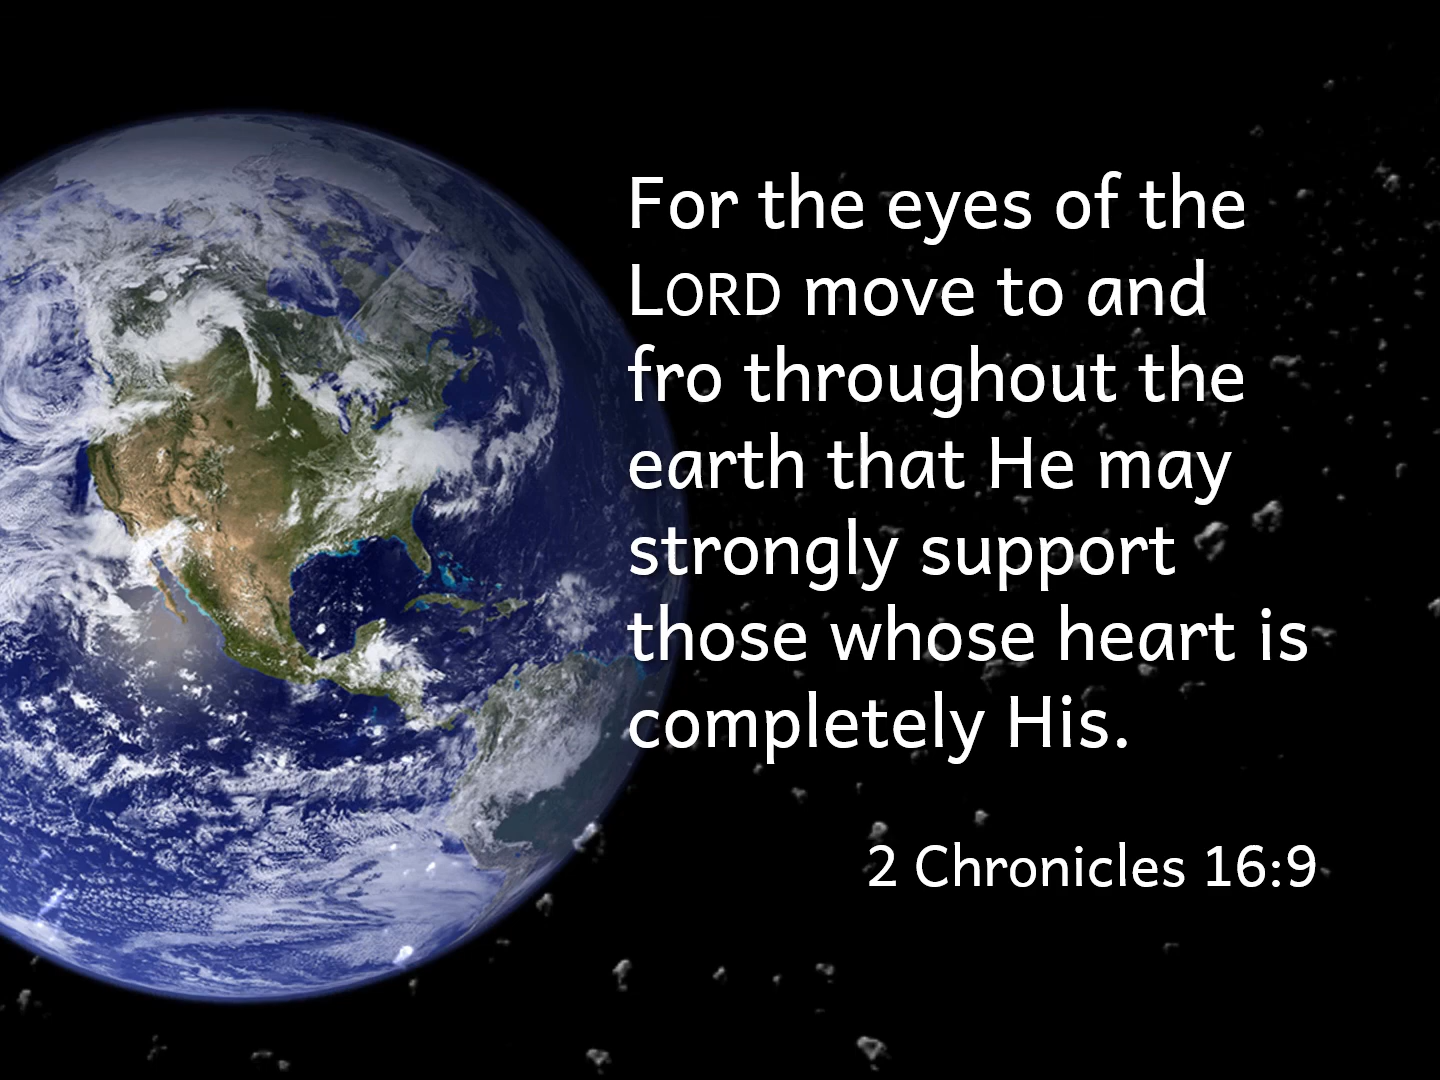 For the eyes of the
LORD move to and
fro throughout the
earth that He may
strongly support
those whose heart is
completely His.
2 Chronicles 16:9